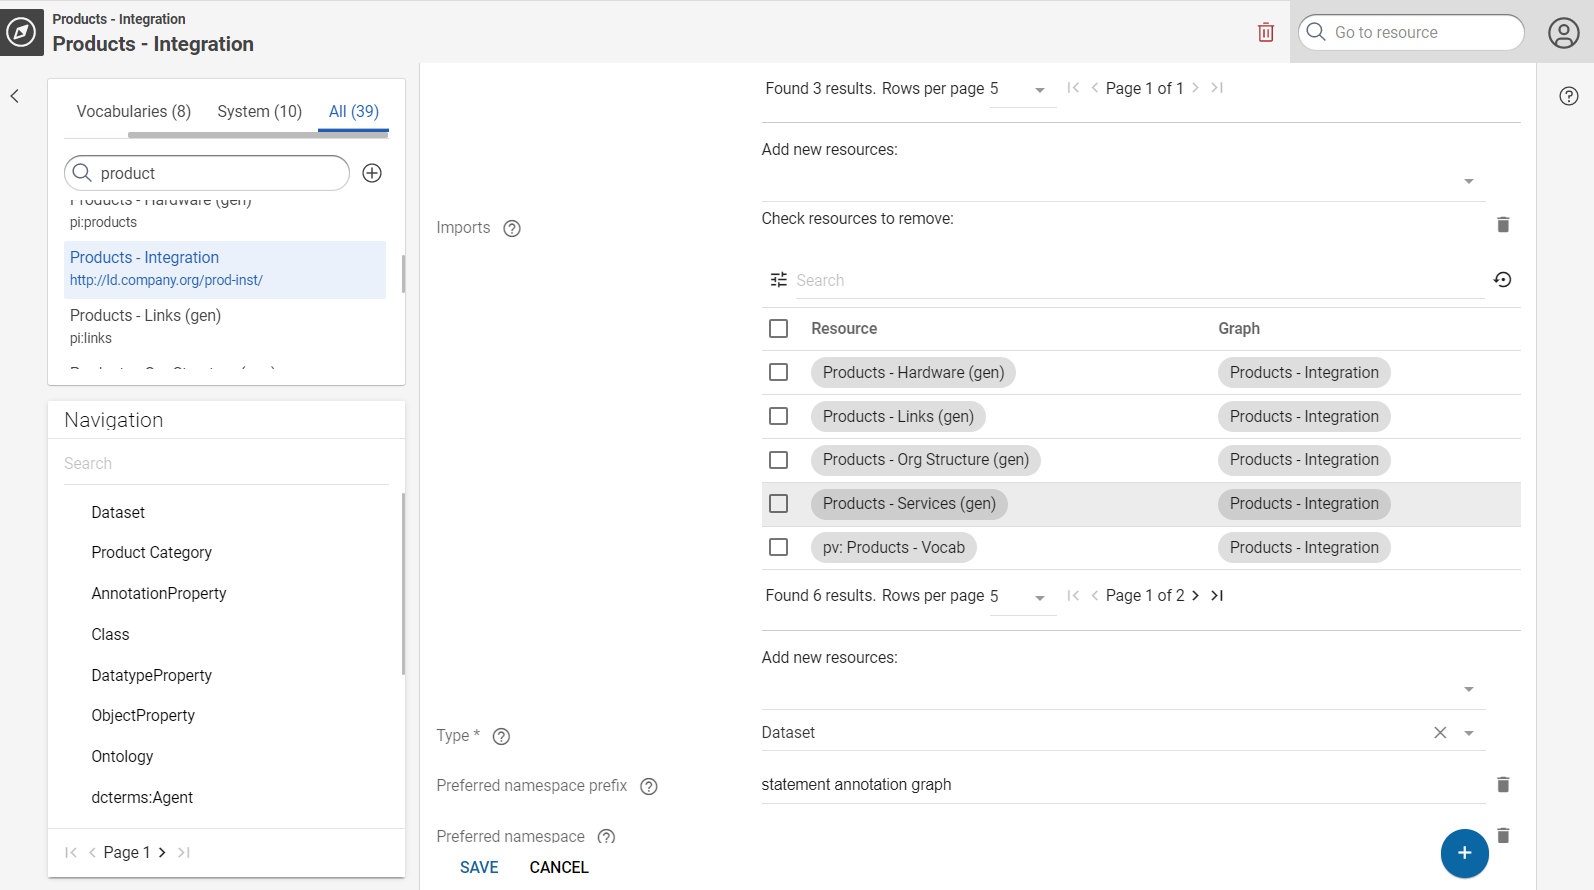 Products - Integration
Products - Integration
Go to resource
Vocabularies (8)
System (10)
All (39)
product
Products - Hardware (gen)
pi:products
Products - Integration
http://ld.company.org/prod-inst/
Products - Links (gen)
pi:links
Navigation
Search
Dataset
Product Category
AnnotationProperty
Class
DatatypeProperty
ObjectProperty
Ontology
dcterms:Agent
Page 1
Found 3 results. Rows per page 5 Page 1 of 1
Add new resources:
Imports
Check resources to remove:
Search
Resource Graph
Products - Hardware (gen) Products - Integration
Products - Links (gen) Products - Integration
Products - Org Structure (gen) Products - Integration
Products - Services (gen) Products - Integration
pv: Products - Vocab Products - Integration
Found 6 results. Rows per page 5 Page 1 of 2
Add new resources:
Type * Dataset
Preferred namespace prefix statement annotation graph
Preferred namespace
SAVE CANCEL